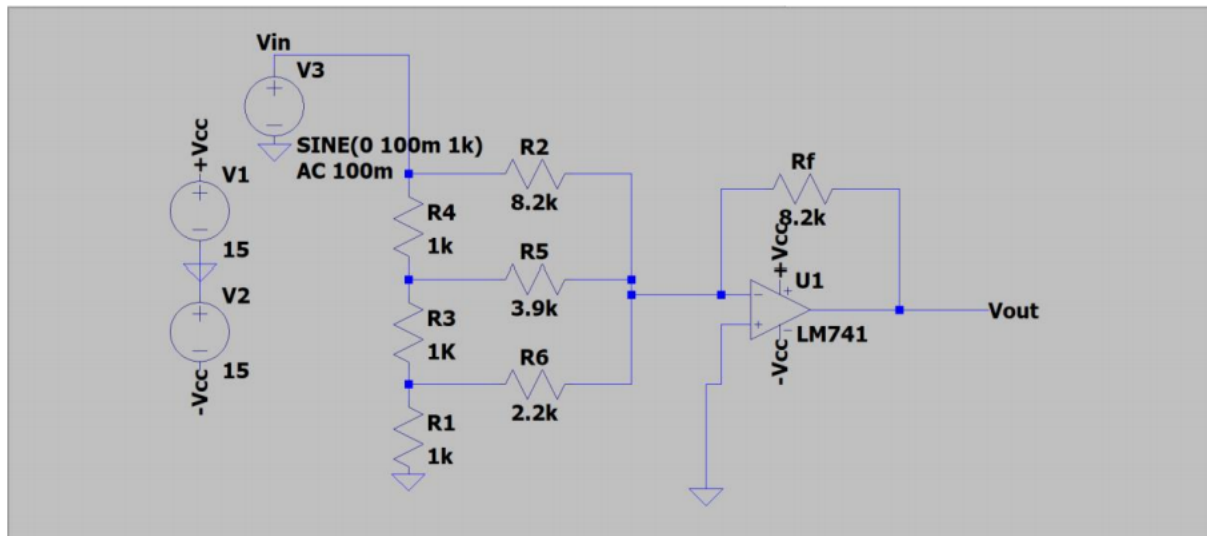 Vin
V3
SINE(0 100m 1k)
AC 100m
+Vcc
V1
15
V2
15
-Vcc
R2
8.2k
R4
1k
R5
3.9k
R3
1K
R6
2.2k
R1
1k
Rf
8.2k
+Vcc
U1
LM741
-Vcc
Vout